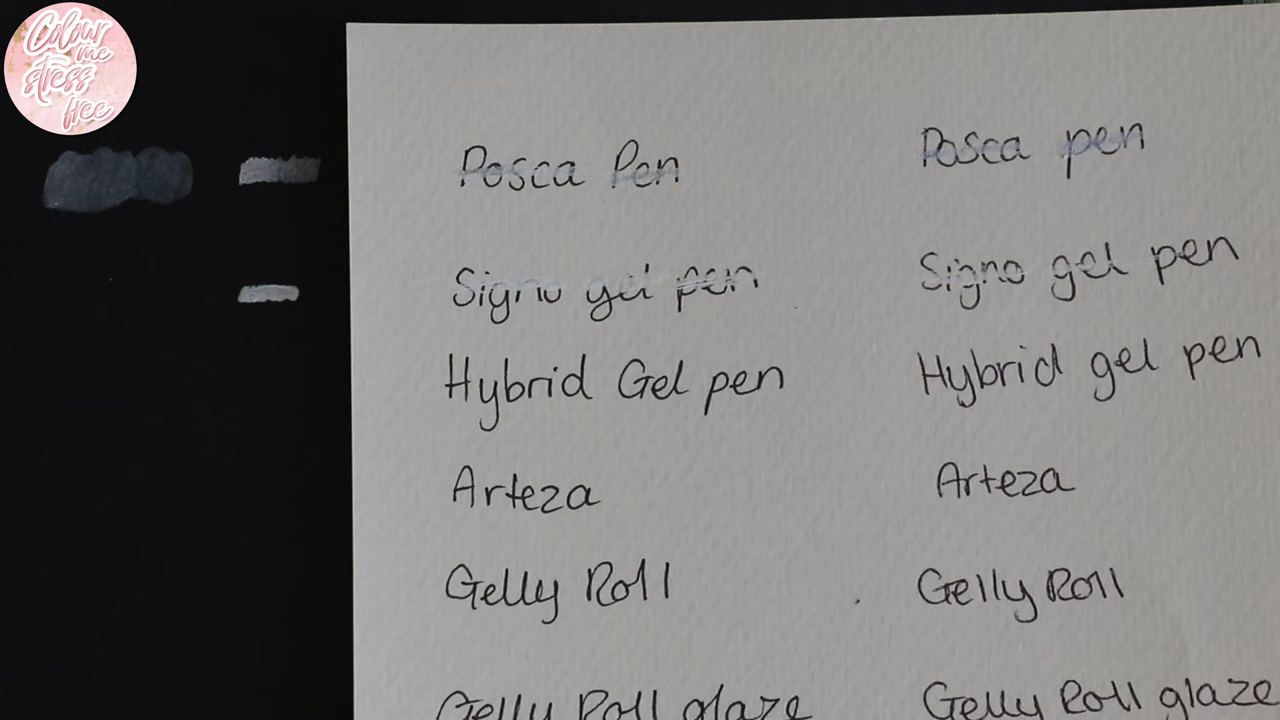 Colour
me
stress
free
Posca Pen
Posca pen
Signo gel pen
Signo gel pen
Hybrid Gel pen
Hybrid gel pen
Arteza
Arteza
Gelly Roll
Gelly Roll
Gelly Roll glaze
Gelly Roll glaze